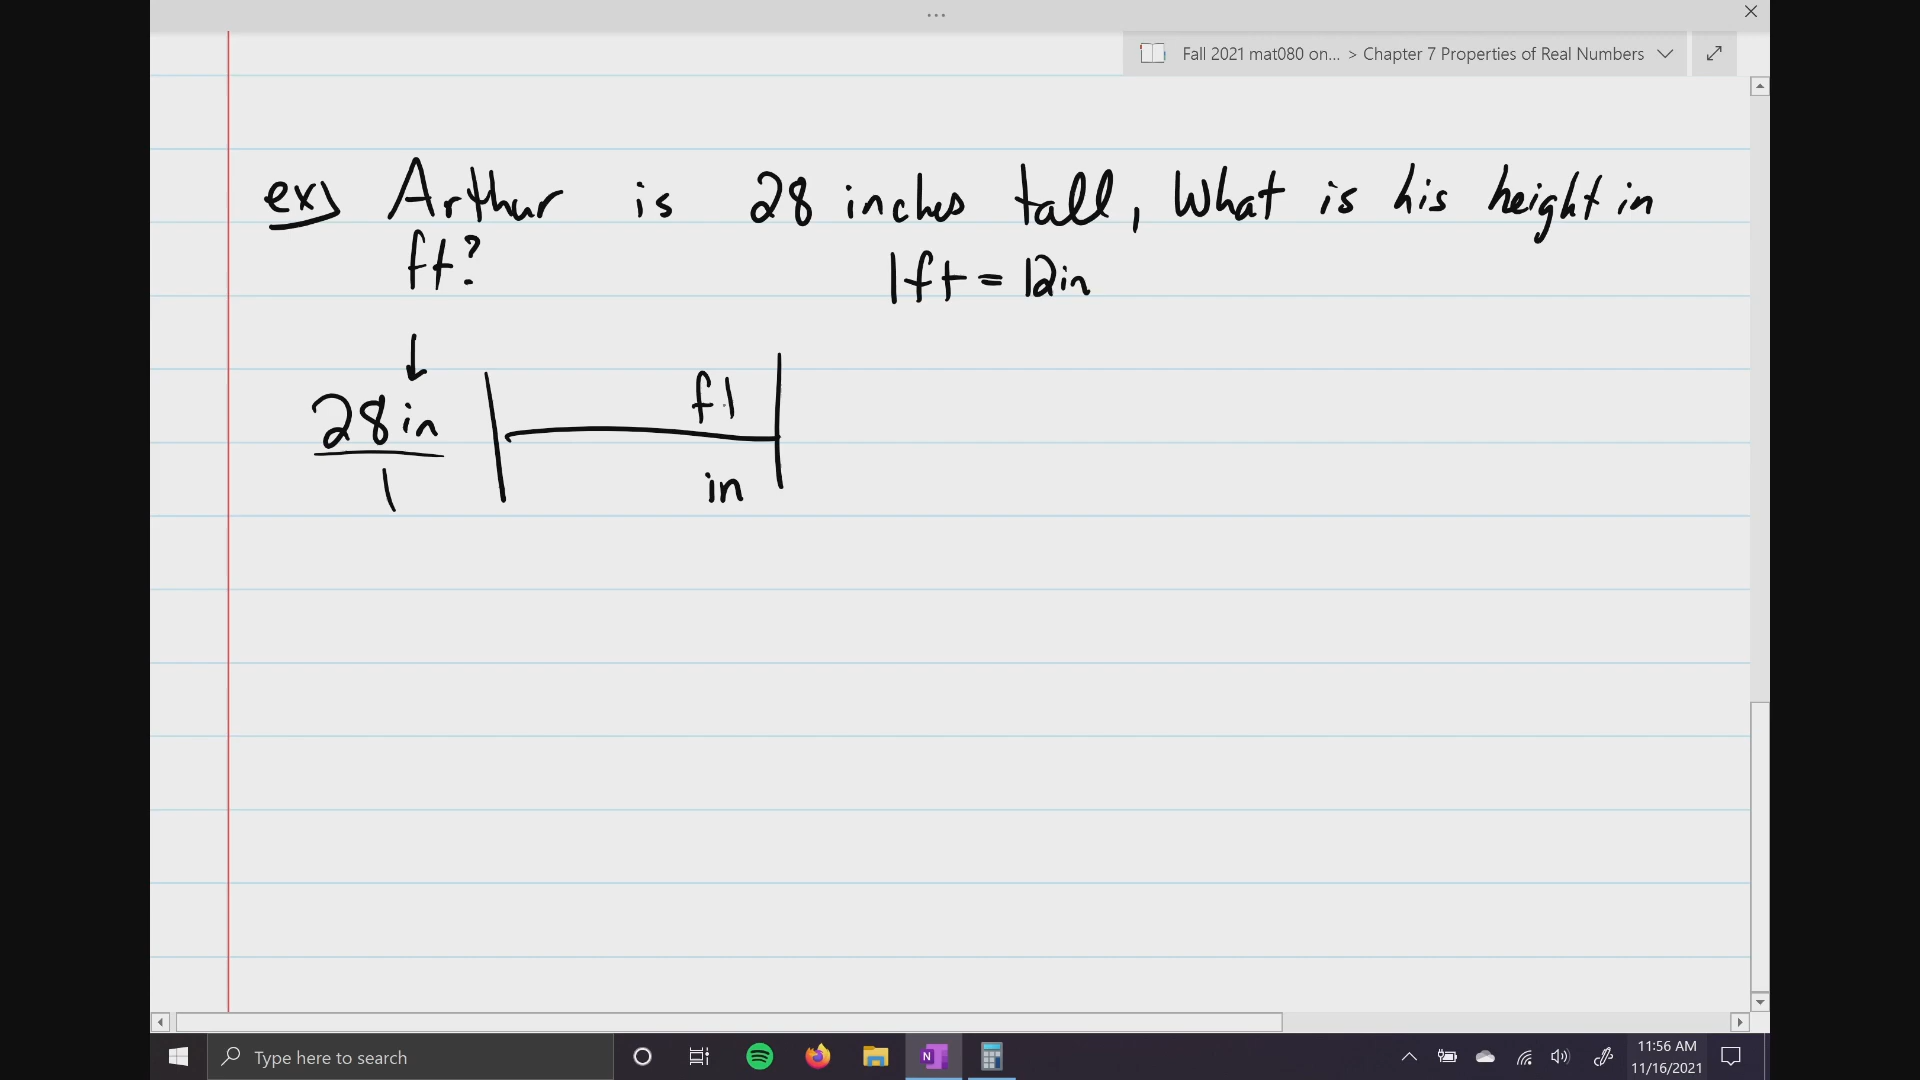 ...
Fall 2021 mat080 on... > Chapter 7 Properties of Real Numbers
ex) Arthur is 28 inches tall, What is his height in
ft?
1ft = 12in
28in
1
f1
in
Type here to search
N
11:56 AM
11/16/2021